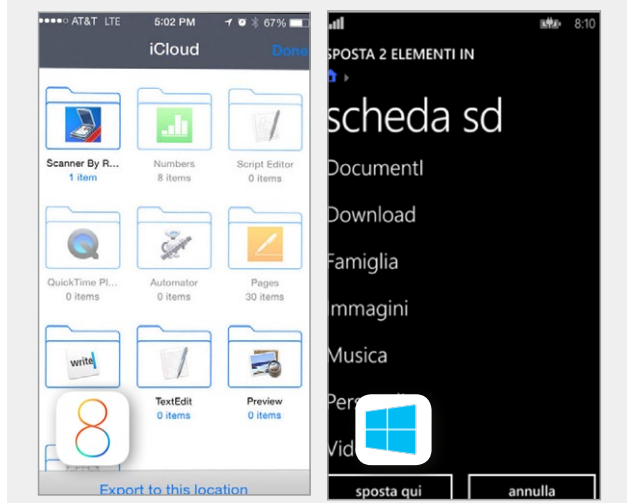 AT&T LTE 5:02 PM 67%
iCloud Done
Scanner By R... Numbers Script Editor
1 item 8 items 0 items
QuickTime Pl... Automator Pages
0 items 0 items 30 items
write
TextEdit Preview
0 items 0 items
8
Export to this location
8:10
SPOSTA 2 ELEMENTI IN
scheda sd
DocumentI
Download
Famiglia
Immagini
Musica
sposta qui annulla